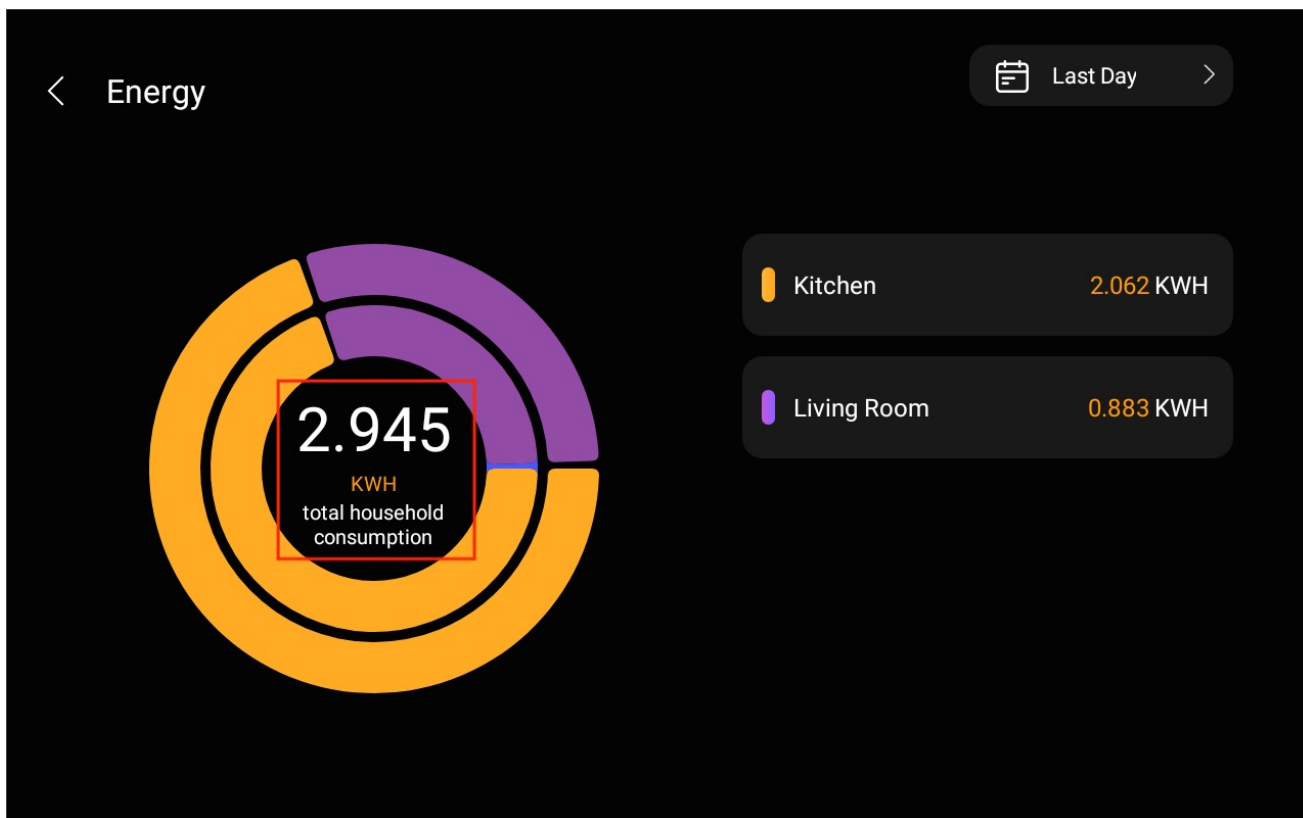 Energy
Last Day
2.945
KWH
total household
consumption
Kitchen
2.062 KWH
Living Room
0.883 KWH